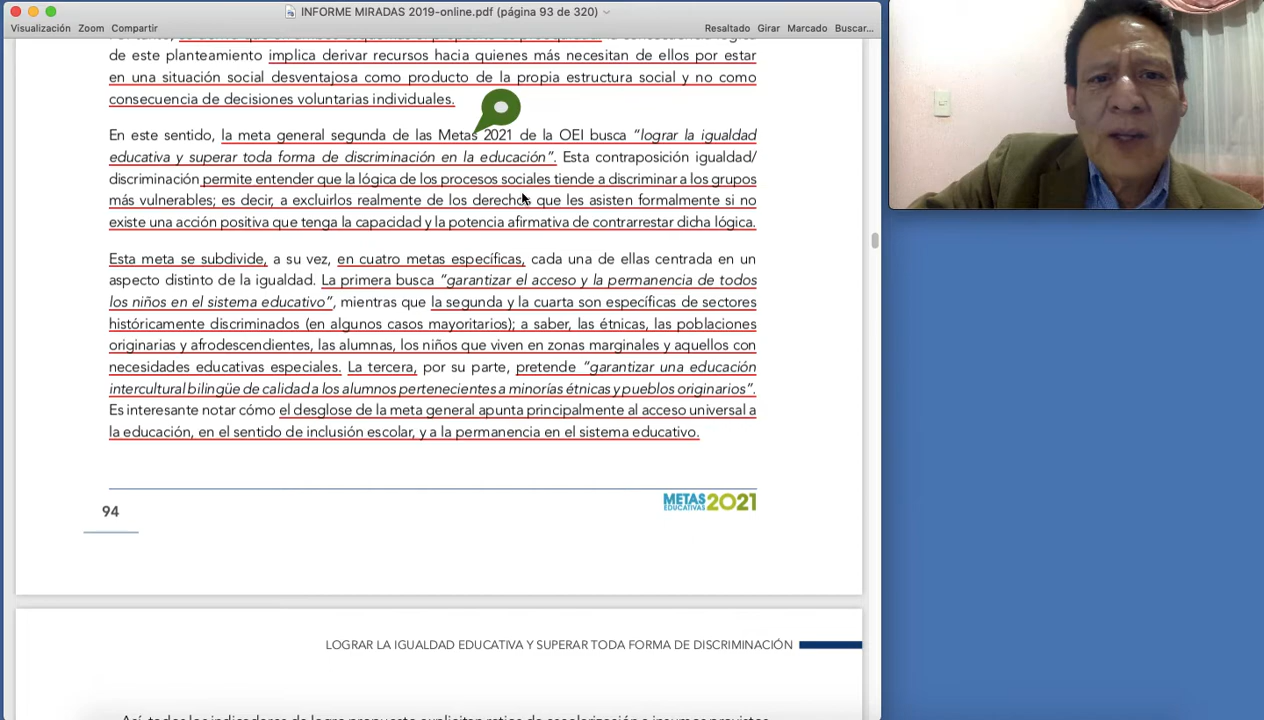 INFORME MIRADAS 2019-online.pdf (página 93 de 320)
Visualización Zoom Compartir Resaltado Girar Marcado Buscar...
de este planteamiento implica derivar recursos hacia quienes más necesitan de ellos por estar
en una situación social desventajosa como producto de la propia estructura social y no como
consecuencia de decisiones voluntarias individuales.
En este sentido, la meta general segunda de las Metas 2021 de la OEI busca “lograr la igualdad
educativa y superar toda forma de discriminación en la educación”. Esta contraposición igualdad/
discriminación permite entender que la lógica de los procesos sociales tiende a discriminar a los grupos
más vulnerables; es decir, a excluirlos realmente de los derechos que les asisten formalmente si no
existe una acción positiva que tenga la capacidad y la potencia afirmativa de contrarrestar dicha lógica.
Esta meta se subdivide, a su vez, en cuatro metas específicas, cada una de ellas centrada en un
aspecto distinto de la igualdad. La primera busca “garantizar el acceso y la permanencia de todos
los niños en el sistema educativo”, mientras que la segunda y la cuarta son específicas de sectores
históricamente discriminados (en algunos casos mayoritarios); a saber, las étnicas, las poblaciones
originarias y afrodescendientes, las alumnas, los niños que viven en zonas marginales y aquellos con
necesidades educativas especiales. La tercera, por su parte, pretende “garantizar una educación
intercultural bilingüe de calidad a los alumnos pertenecientes a minorías étnicas y pueblos originarios”.
Es interesante notar cómo el desglose de la meta general apunta principalmente al acceso universal a
la educación, en el sentido de inclusión escolar, y a la permanencia en el sistema educativo.
METAS
EDUCATIVAS 2021
94
LOGRAR LA IGUALDAD EDUCATIVA Y SUPERAR TODA FORMA DE DISCRIMINACIÓN